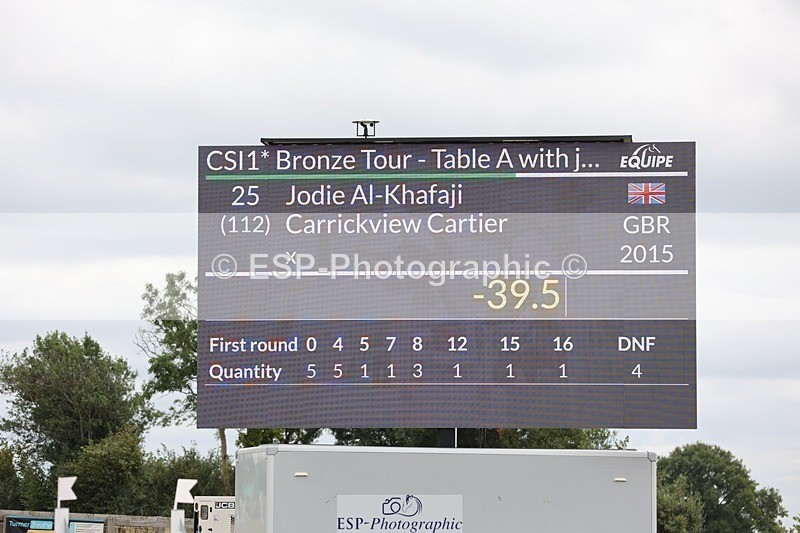 CSI1* Bronze Tour - Table A with j... EQUIPE
25 Jodie Al-Khafaji
(112) Carrickview Cartier GBR
x 2015
© ESP-Photographic ©
-39.5
First round 0 4 5 7 8 12 15 16 DNF
Quantity 5 5 1 1 3 1 1 1 4
JCB
ESP-Photographic
Turmer